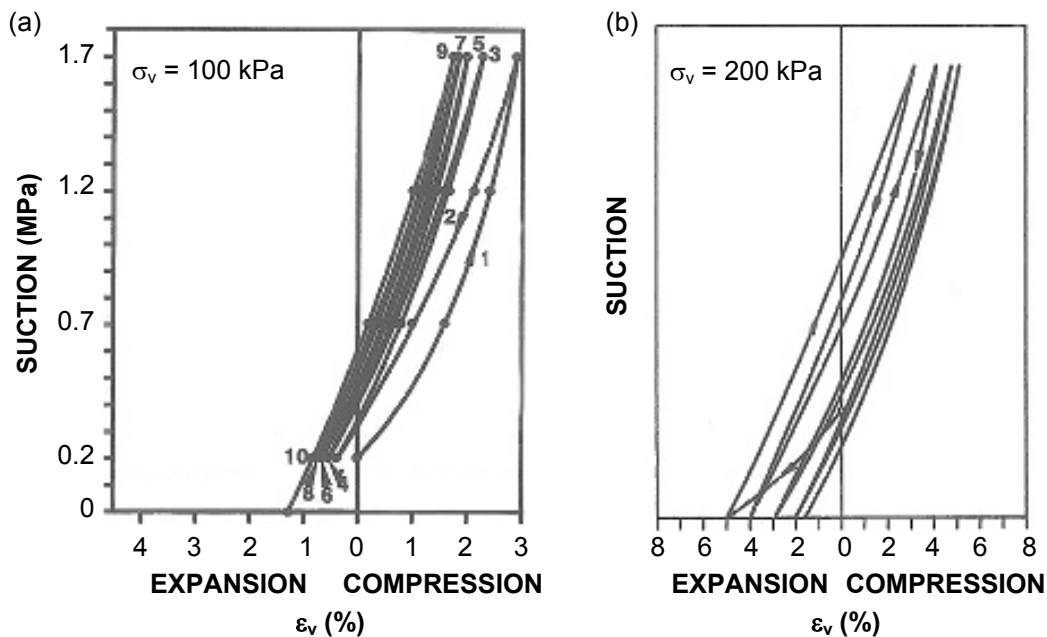 (a)
σv = 100 kPa
SUCTION (MPa)
1.7
1.2
0.7
0.2
0
9 7 5 3
2
1
10
8 6 4
4 3 2 1 0 1 2 3
EXPANSION COMPRESSION
εv (%)
(b)
σv = 200 kPa
SUCTION
8 6 4 2 0 2 4 6 8
EXPANSION COMPRESSION
εv (%)